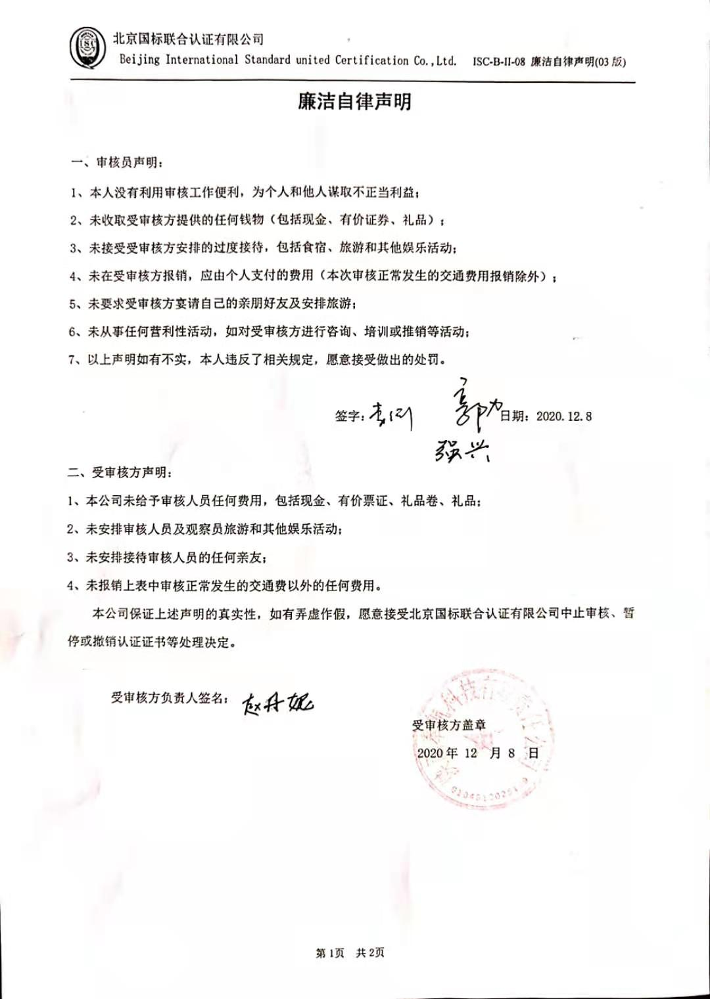 北京国标联合认证有限公司
Beijing International Standard united Certification Co.,Ltd. ISC-B-II-08 廉洁自律声明(03 版)
廉洁自律声明
一、审核员声明：
1、本人没有利用审核工作便利，为个人和他人谋取不正当利益；
2、未收取受审核方提供的任何钱物（包括现金、有价证券、礼品）；
3、未接受受审核方安排的过度接待，包括食宿、旅游和其他娱乐活动；
4、未在受审核方报销，应由个人支付的费用（本次审核正常发生的交通费用报销除外）；
5、未要求受审核方宴请自己的亲朋好友及安排旅游；
6、未从事任何营利性活动，如对受审核方进行咨询、培训或推销等活动；
7、以上声明如有不实，本人违反了相关规定，愿意接受做出的处罚。
签字： 郭力 日期：2020.12.8
强兴
二、受审核方声明：
1、本公司未给予审核人员任何费用，包括现金、有价票证、礼品卷、礼品；
2、未安排审核人员及观察员旅游和其他娱乐活动；
3、未安排接待审核人员的任何亲友；
4、未报销上表中审核正常发生的交通费以外的任何费用。
本公司保证上述声明的真实性，如有弄虚作假，愿意接受北京国标联合认证有限公司中止审核、暂
停或撤销认证证书等处理决定。
受审核方负责人签名： 赵丹妮
科技有限责任公司
受审核方盖章
2020 年 12 月 8 日
第 1页 共 2页